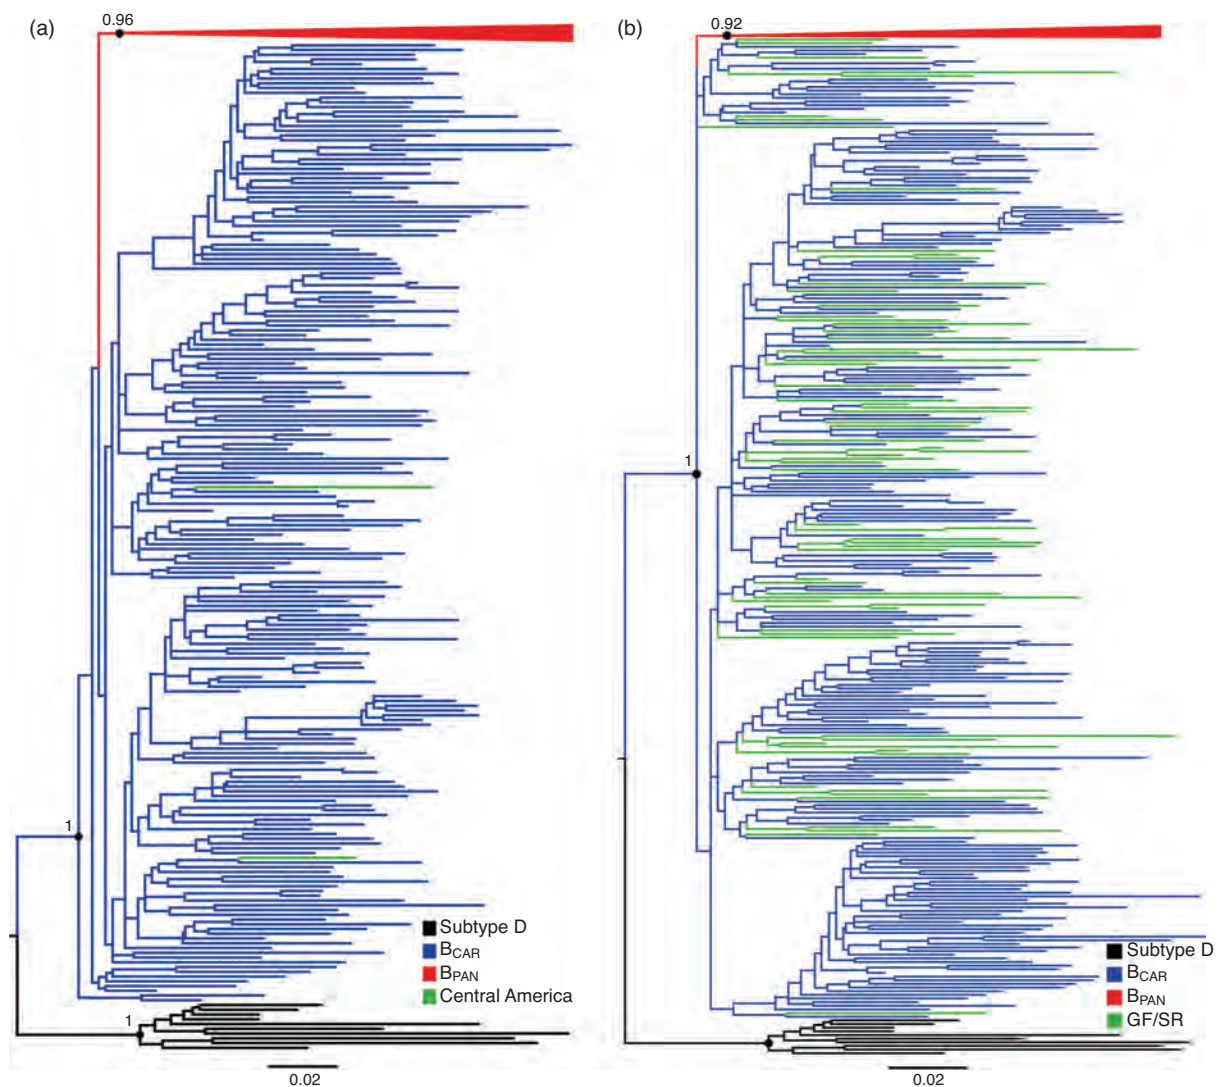 (a)
0.96
1
1
Subtype D
BCAR
BPAN
Central America
0.02
(b)
0.92
1
Subtype D
BCAR
BPAN
GF/SR
0.02